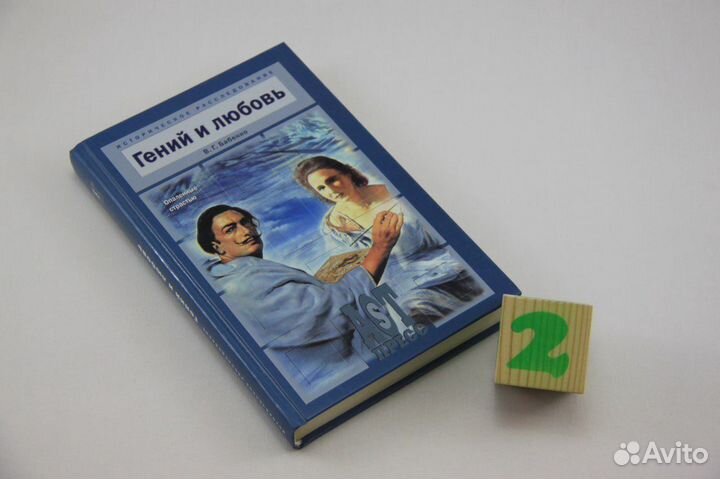 ИСТОРИЧЕСКОЕ РАССЛЕДОВАНИЕ
Гений и любовь
В. Г. Бабенко
Опаленные
страстью
АСТ
ПРЕСС
2
Avito